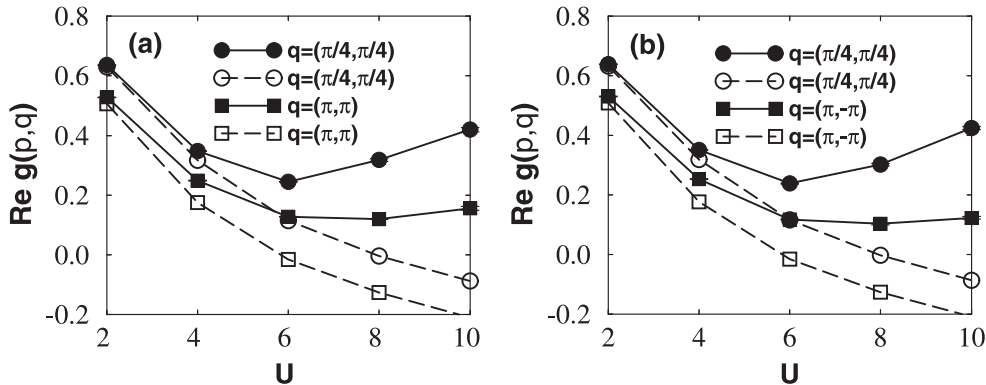 (a)
q=(π/4,π/4)
q=(π/4,π/4)
q=(π,π)
q=(π,π)
Re g(p,q)
0.8
0.6
0.4
0.2
0.0
-0.2
2 4 6 8 10
U
(b)
q=(π/4,π/4)
q=(π/4,π/4)
q=(π,-π)
q=(π,-π)
Re g(p,q)
0.8
0.6
0.4
0.2
0.0
-0.2
2 4 6 8 10
U